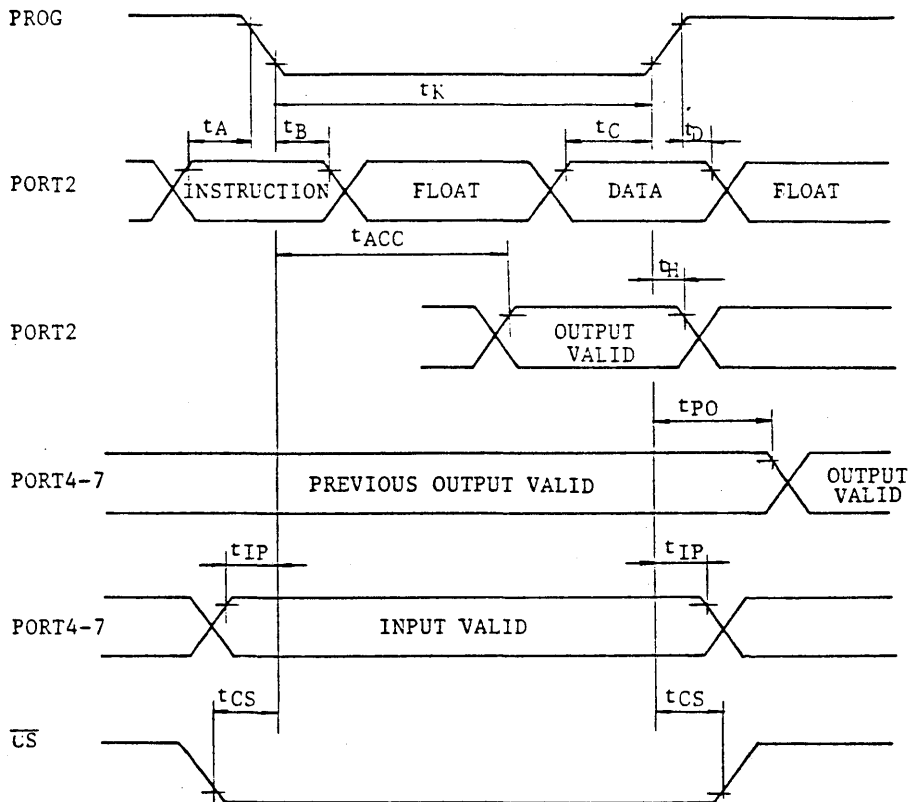 PROG
tK
tA
tB
tC
tD
PORT2
INSTRUCTION
FLOAT
DATA
FLOAT
tACC
tH
PORT2
OUTPUT
VALID
tPO
PORT4-7
PREVIOUS OUTPUT VALID
OUTPUT
VALID
tIP
tIP
PORT4-7
INPUT VALID
tCS
tCS
CS